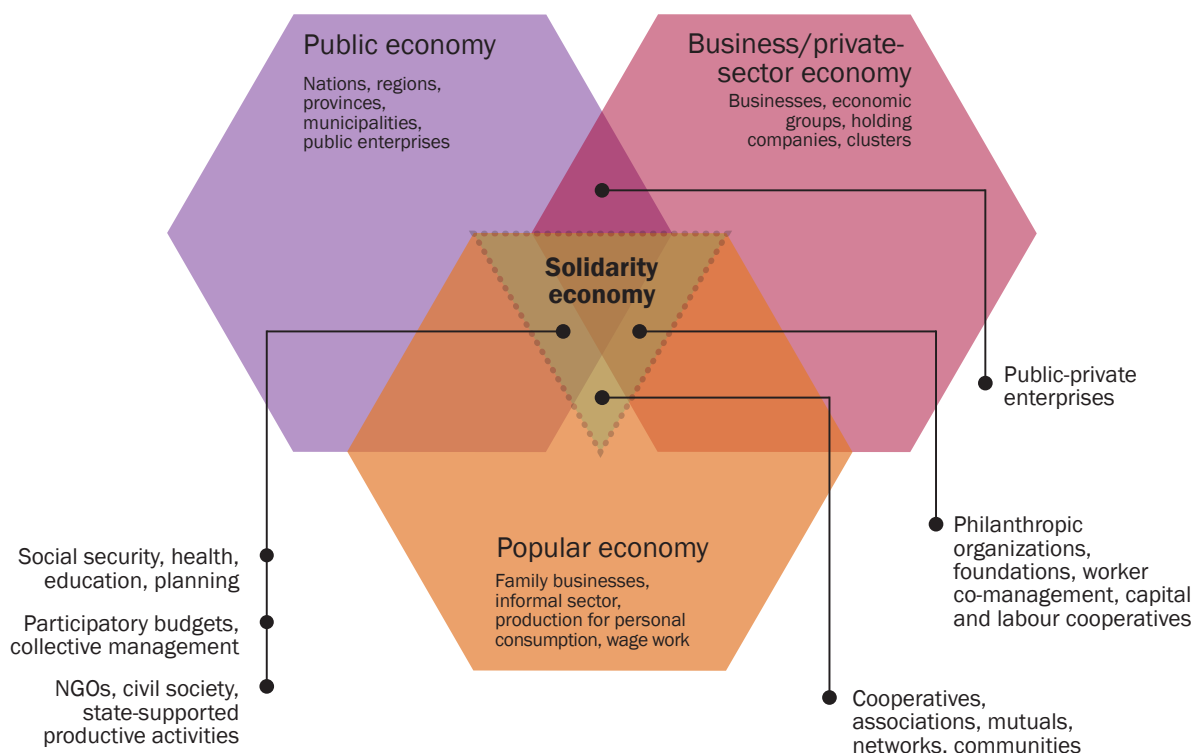 Public economy
Nations, regions,
provinces,
municipalities,
public enterprises
Business/private-
sector economy
Businesses, economic
groups, holding
companies, clusters
Solidarity
economy
Public-private
enterprises
Philanthropic
organizations,
foundations, worker
co-management, capital
and labour cooperatives
Popular economy
Family businesses,
informal sector,
production for personal
consumption, wage work
Social security, health,
education, planning
Participatory budgets,
collective management
NGOs, civil society,
state-supported
productive activities
Cooperatives,
associations, mutuals,
networks, communities